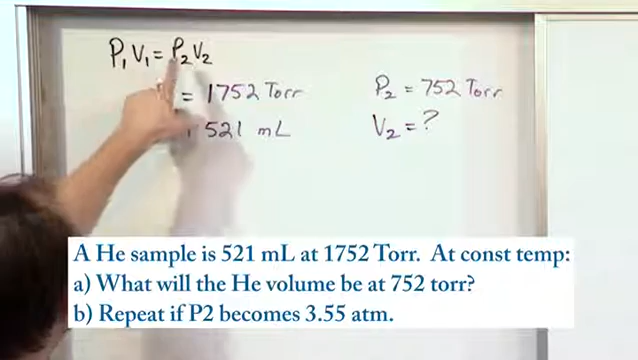 P₁V₁ = P₂V₂
= 1752 Torr
P₂ = 752 Torr
521 mL
V₂ = ?
A He sample is 521 mL at 1752 Torr. At const temp:
a) What will the He volume be at 752 torr?
b) Repeat if P2 becomes 3.55 atm.